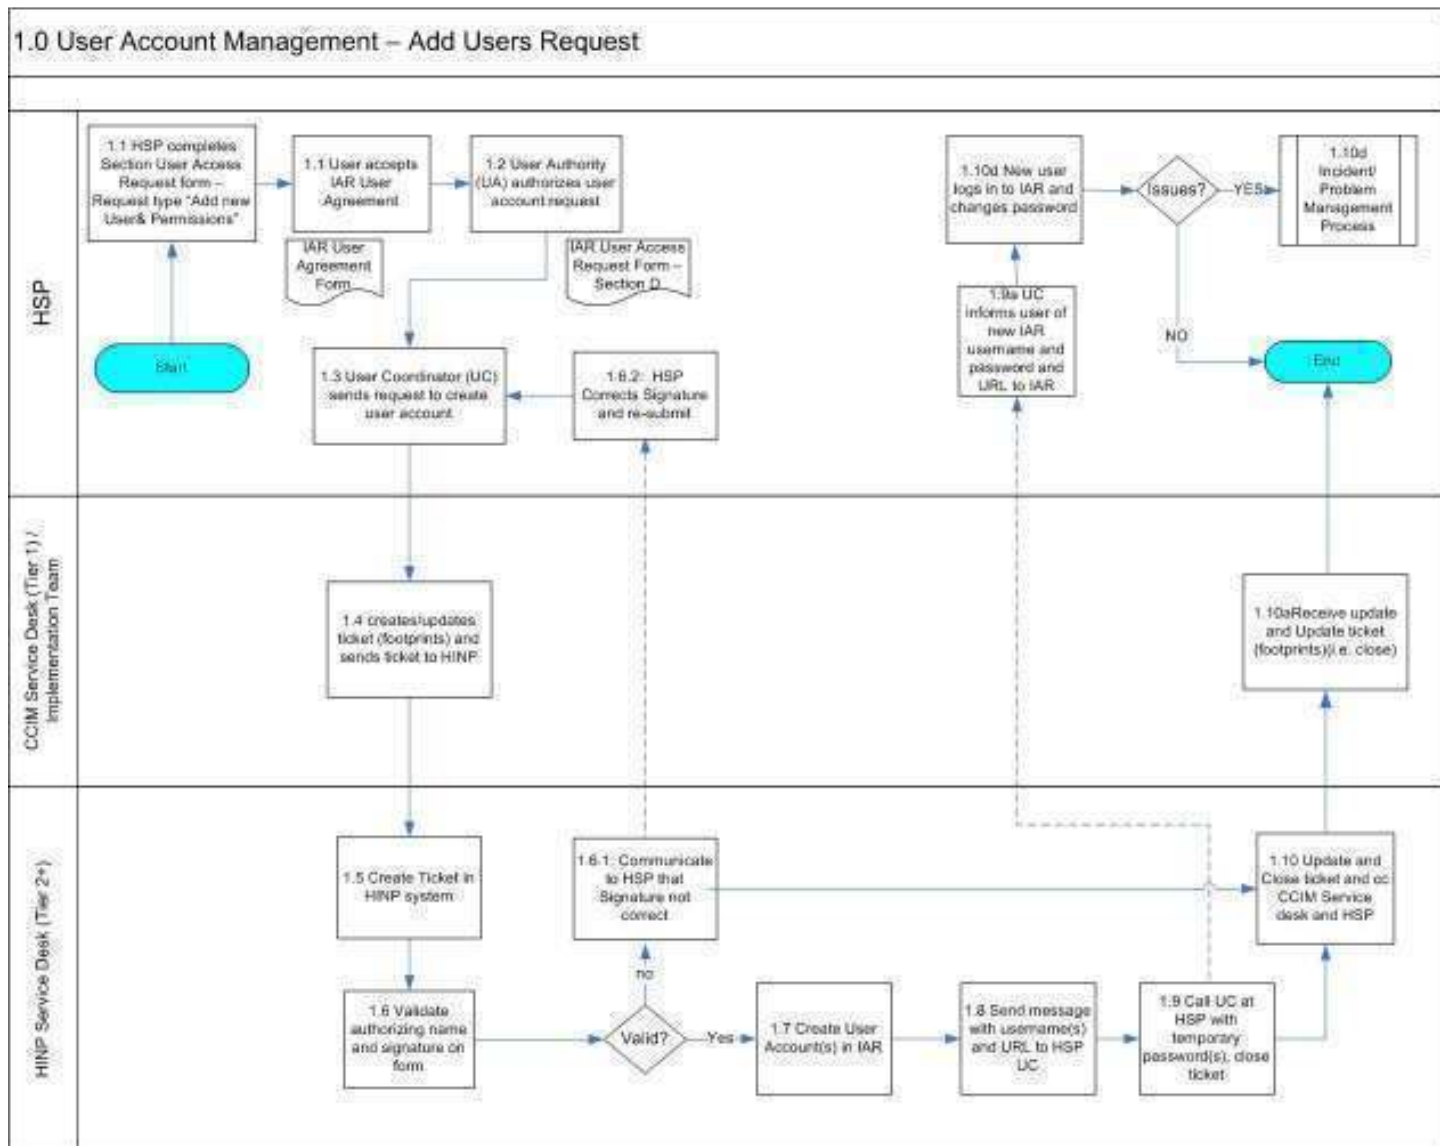 1.0 User Account Management – Add Users Request
HSP
1.1 HSP completes
Section User Access
Request form –
Request type "Add new
User& Permissions"
1.1 User accepts
IAR User
Agreement
1.2 User Authority
(UA) authorizes user
account request
IAR User
Agreement
Form
IAR User Access
Request Form –
Section D
Start
1.3 User Coordinator (UC)
sends request to create
user account
1.6.2: HSP
Corrects Signature
and re-submit
1.10d New user
logs in to IAR and
changes password
Issues?
YES
1.10d
Incident/
Problem
Management
Process
1.9a UC
informs user of
new IAR
username and
password and
URL to IAR
NO
End
CCIM Service Desk (Tier 1) /
Implementation Team
1.4 creates/updates
ticket (footprints) and
sends ticket to HINP
1.10aReceive update
and Update ticket
(footprints)(i.e. close)
HINP Service Desk (Tier 2+)
1.5 Create Ticket in
HINP system
1.6.1: Communicate
to HSP that
Signature not
correct
1.10 Update and
Close ticket and cc
CCIM Service
desk and HSP
no
1.6 Validate
authorizing name
and signature on
form
Valid?
Yes
1.7 Create User
Account(s) in IAR
1.8 Send message
with username(s)
and URL to HSP
UC
1.9 Call UC at
HSP with
temporary
password(s), close
ticket